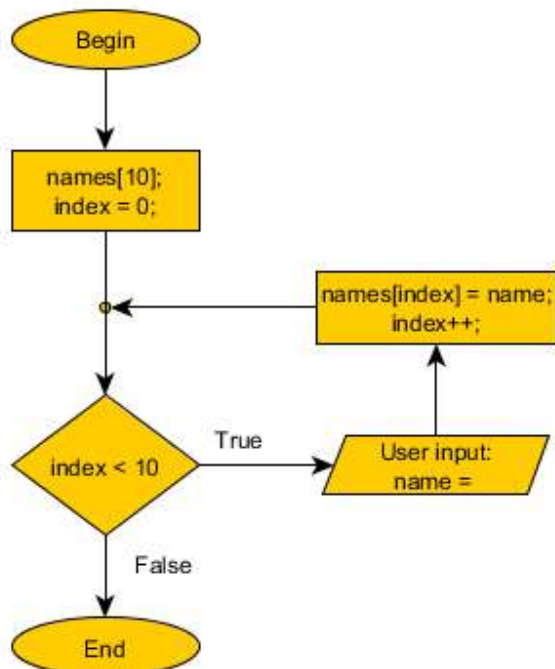 Begin
names[10];
index = 0;
names[index] = name;
index++;
index < 10
True
User input:
name =
False
End